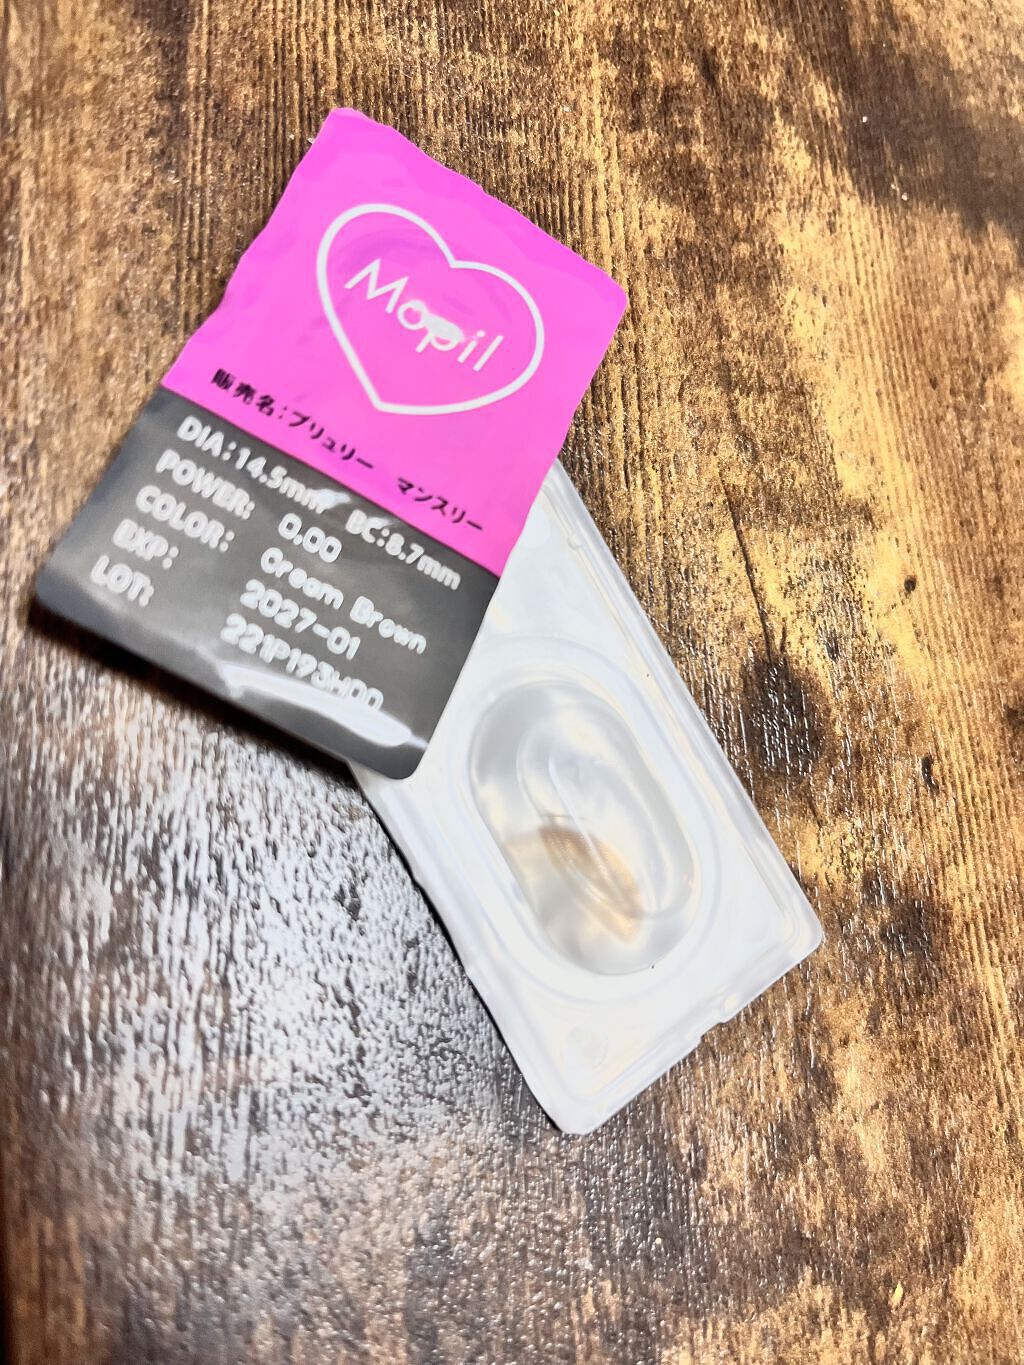 Mopil
販売名：ブリュリー　マンスリー
DIA：14.5mm BC：8.7mm
POWER: 0.00
COLOR: Cream Brown
EXP: 2027-01
LOT: